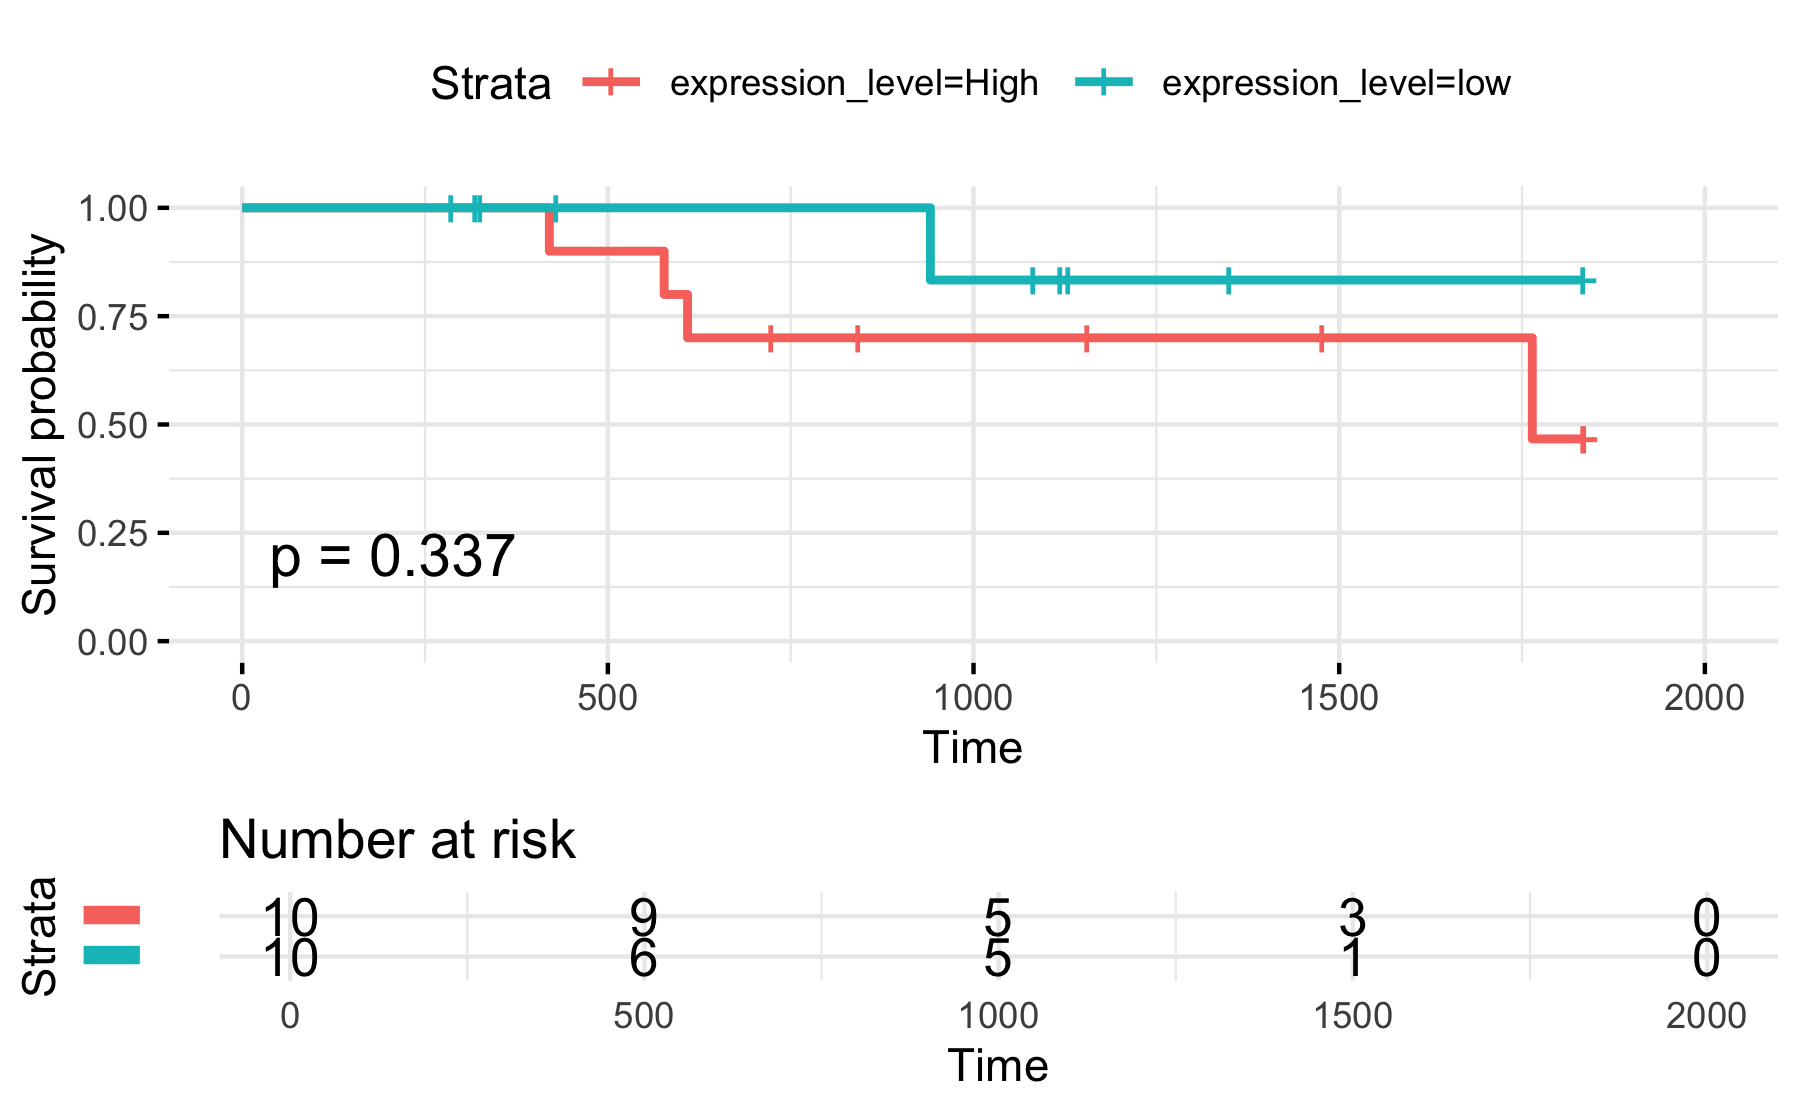 Strata expression_level=High expression_level=low
Survival probability
1.00
0.75
0.50
0.25
0.00
p = 0.337
0 500 1000 1500 2000
Time
Number at risk
Strata
10 9 5 3 0
10 6 5 1 0
0 500 1000 1500 2000
Time